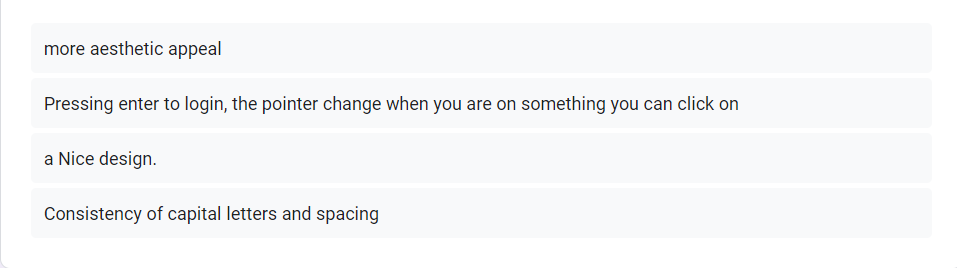 more aesthetic appeal
Pressing enter to login, the pointer change when you are on something you can click on
a Nice design.
Consistency of capital letters and spacing